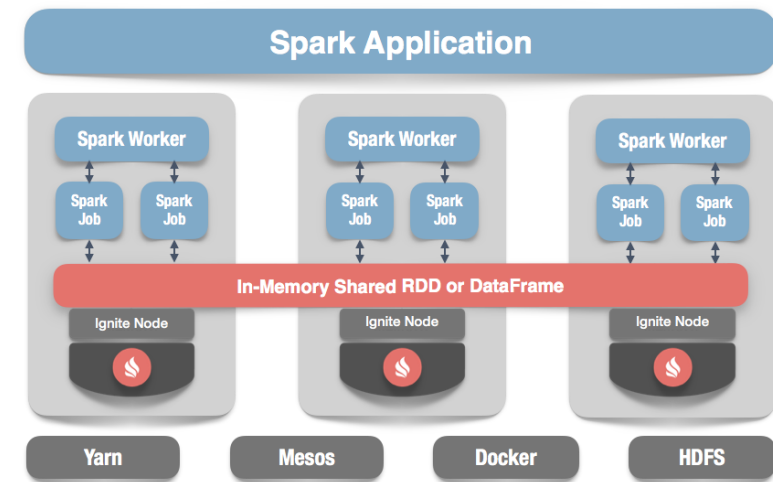 Spark Application
Spark Worker
Spark Worker
Spark Worker
Spark
Job
Spark
Job
Spark
Job
Spark
Job
Spark
Job
Spark
Job
In-Memory Shared RDD or DataFrame
Ignite Node
Ignite Node
Ignite Node
Yarn
Mesos
Docker
HDFS